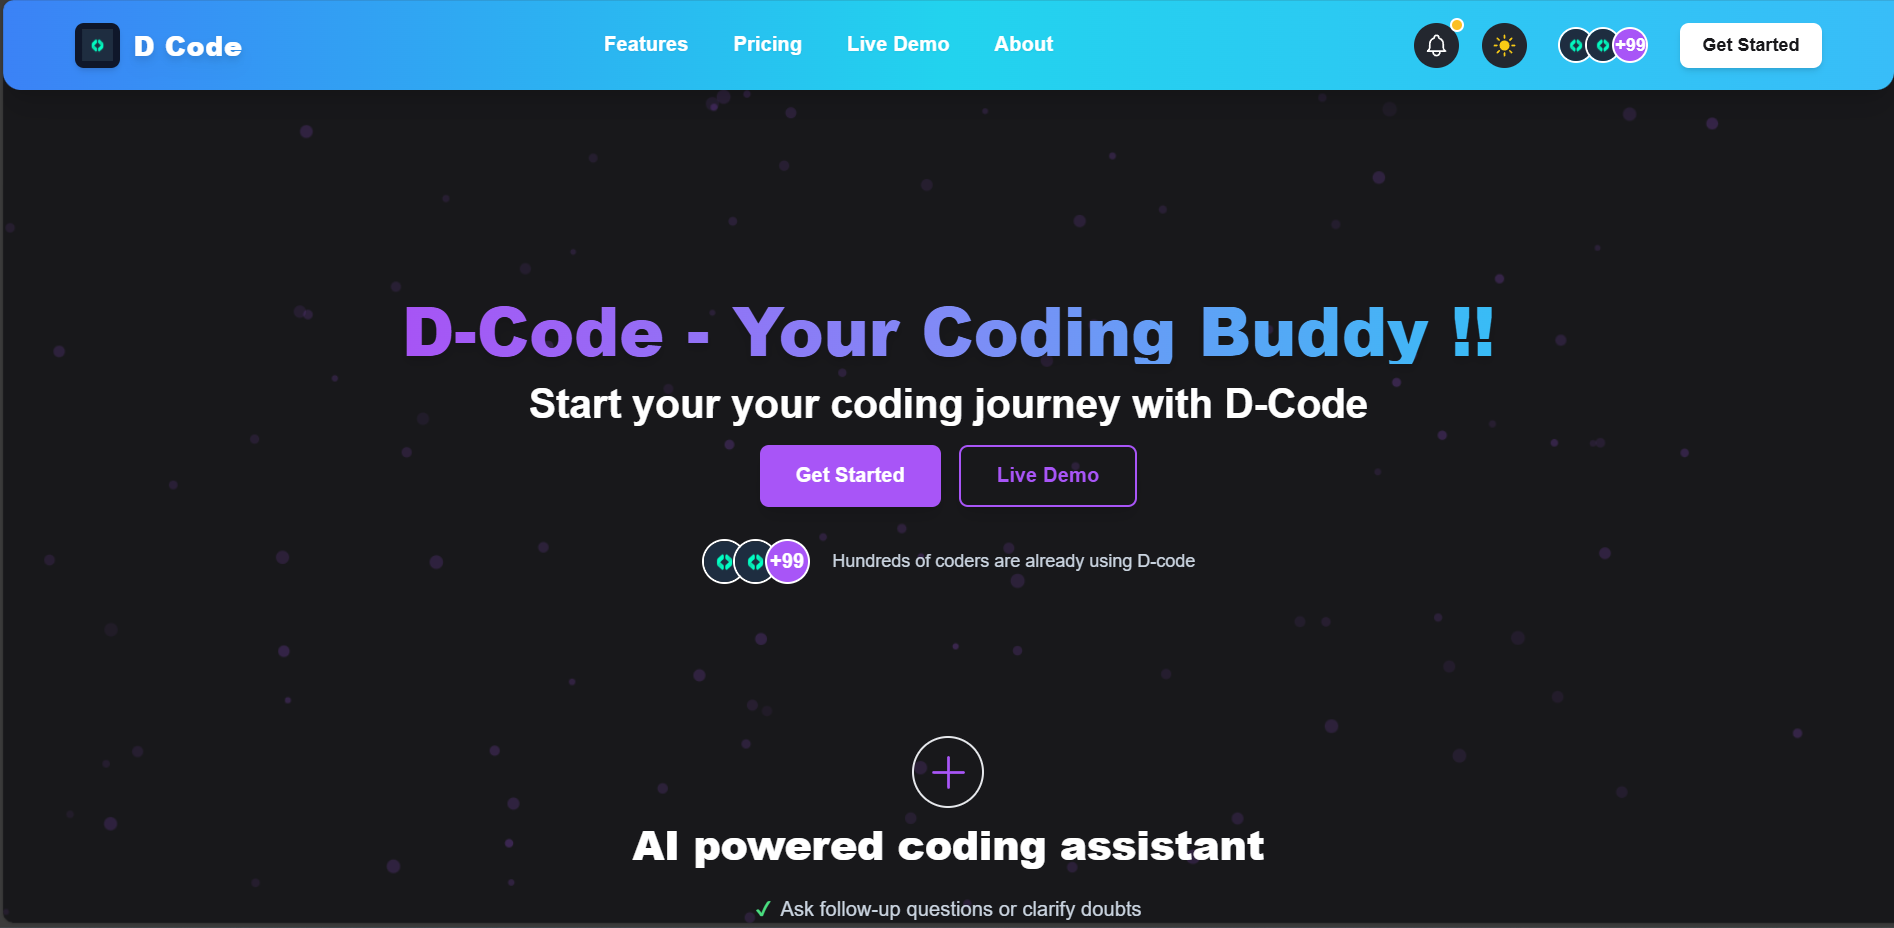 D Code
Features
Pricing
Live Demo
About
+99
Get Started
D-Code - Your Coding Buddy !!
Start your your coding journey with D-Code
Get Started
Live Demo
+99
Hundreds of coders are already using D-code
AI powered coding assistant
✓ Ask follow-up questions or clarify doubts